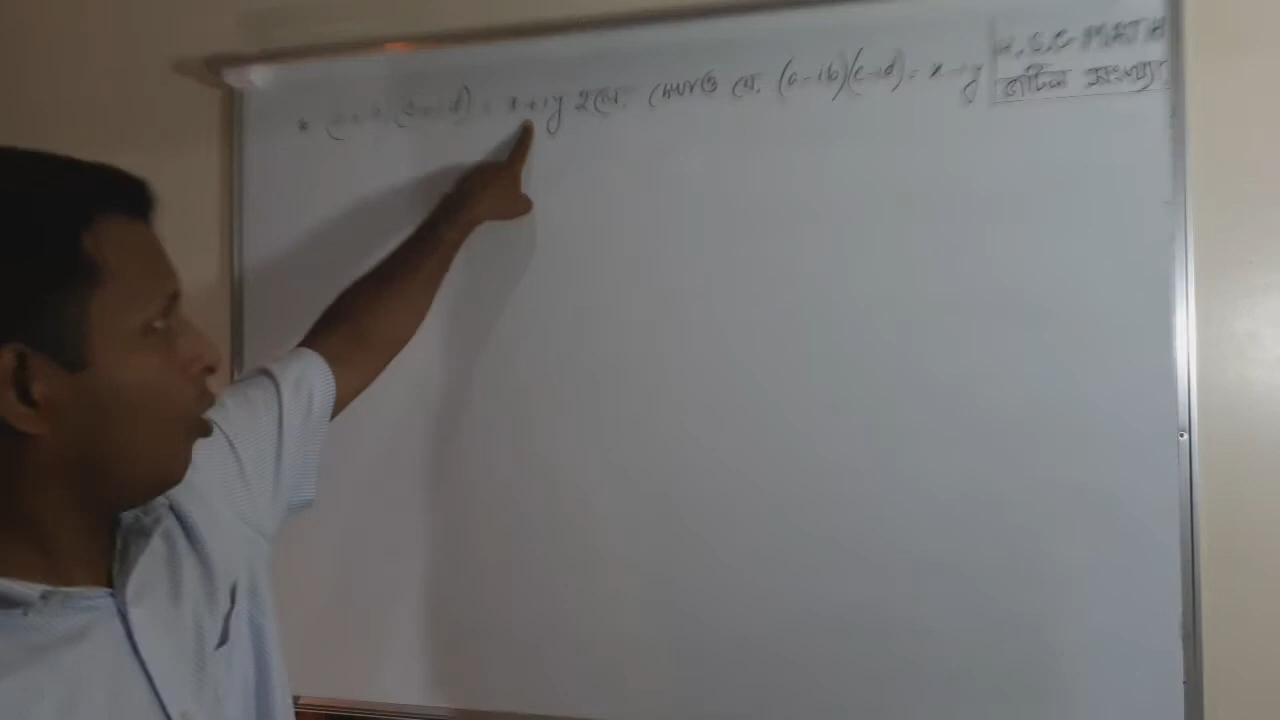 * (a+ib)(c+id) = x+iy হলে, দেখাও যে, (a-ib)(c-id) = x-iy
H.S.C MATH
জটিল সংখ্যা